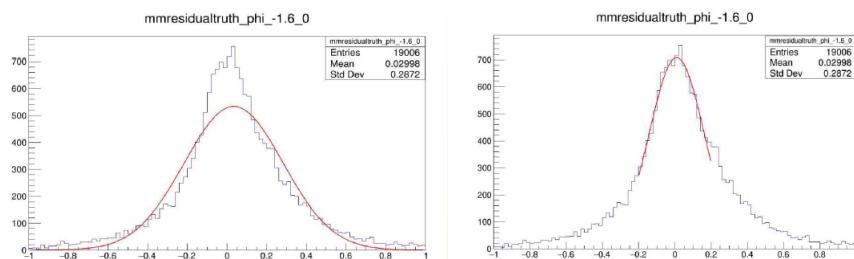 mmresidualtruth_phi_-1.6_0
mmresidualtruth_phi_-1.6_0
Entries 19006
Mean 0.02998
Std Dev 0.2872
700
600
500
400
300
200
100
0
−1 −0.8 −0.6 −0.4 −0.2 0 0.2 0.4 0.6 0.8 1
mmresidualtruth_phi_-1.6_0
mmresidualtruth_phi_-1.6_0
Entries 19006
Mean 0.02998
Std Dev 0.2872
700
600
500
400
300
200
100
0
−1 −0.8 −0.6 −0.4 −0.2 0 0.2 0.4 0.6 0.8 1